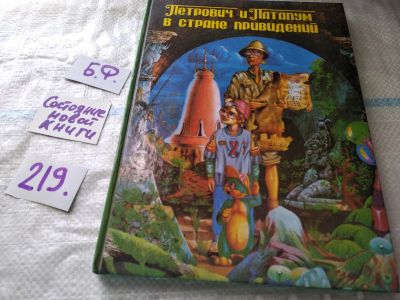 Петрович и Патапум
в стране привидений
Б.Ф.
Состояние
новой
книги
219.